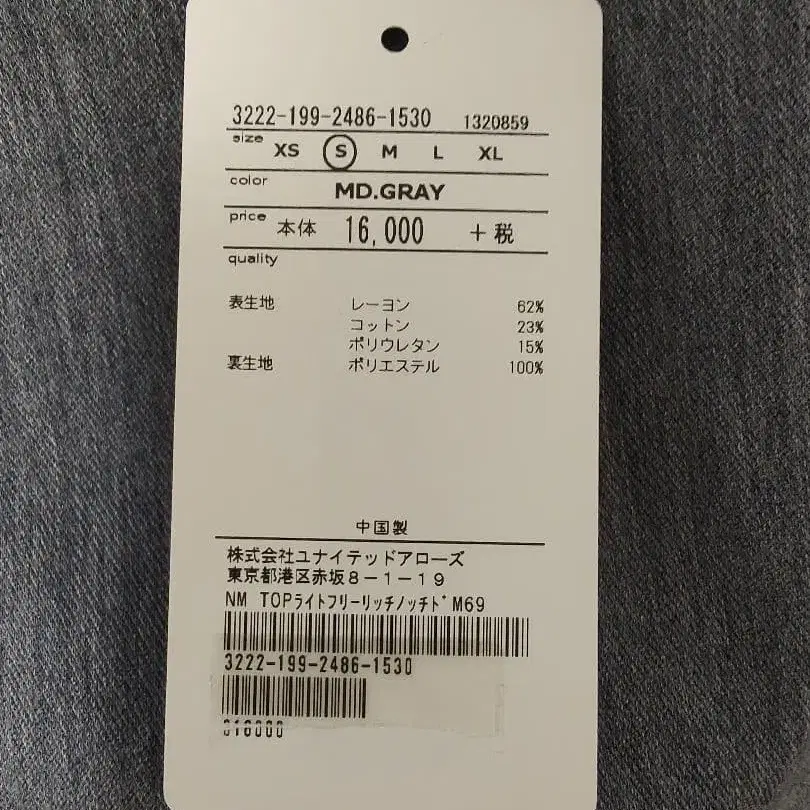 3222-199-2486-1530 1320859
size XS S M L XL
color MD.GRAY
price 本体 16,000 +税
quality
表生地 レーヨン 62%
コットン 23%
ポリウレタン 15%
裏生地 ポリエステル 100%
中国製
株式会社ユナイテッドアローズ
東京都港区赤坂8-1-19
NM TOPライトフリーリッチノッチド M69
3222-199-2486-1530
016000